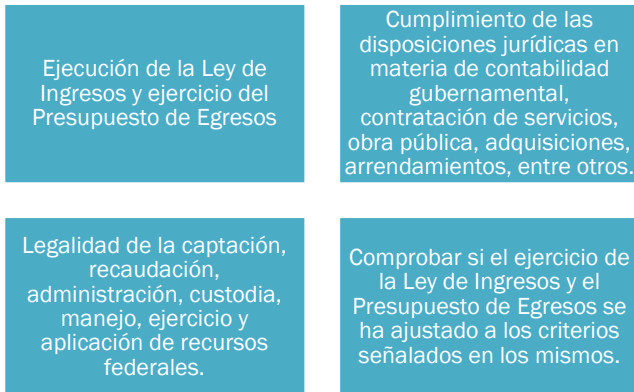 Ejecución de la Ley de
Ingresos y ejercicio del
Presupuesto de Egresos
Cumplimiento de las
disposiciones jurídicas en
materia de contabilidad
gubernamental,
contratación de servicios,
obra pública, adquisiciones,
arrendamientos, entre otros.
Legalidad de la captación,
recaudación,
administración, custodia,
manejo, ejercicio y
aplicación de recursos
federales.
Comprobar si el ejercicio de
la Ley de Ingresos y el
Presupuesto de Egresos se
ha ajustado a los criterios
señalados en los mismos.